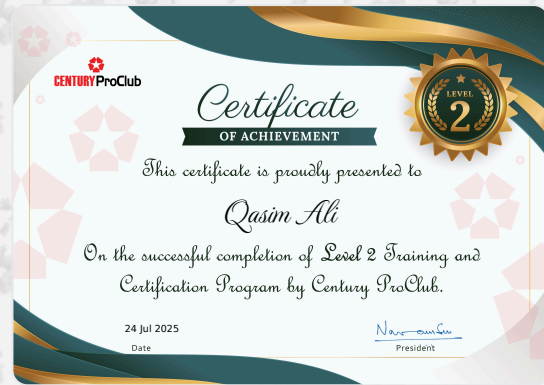 CENTURY ProClub
LEVEL
2
Certificate
OF ACHIEVEMENT
This certificate is proudly presented to
Qasim Ali
On the successful completion of Level 2 Training and
Certification Program by Century ProClub.
24 Jul 2025
Date
President